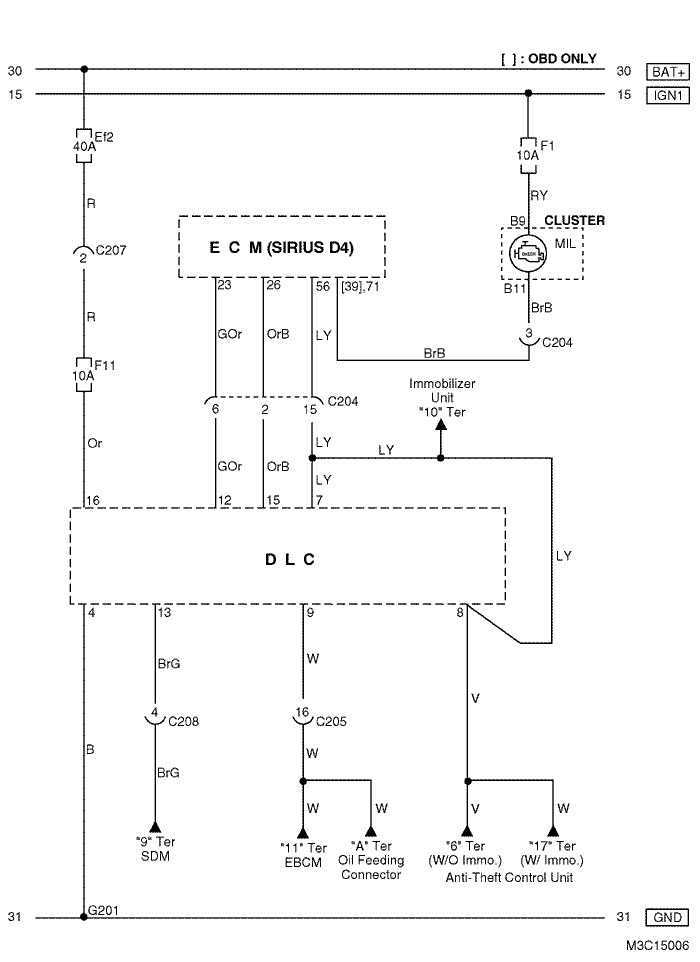 [ ] : OBD ONLY
30
30
BAT+
15
15
IGN1
Ef2
40A
F1
10A
R
RY
B9
CLUSTER
MIL
CHECK
E C M (SIRIUS D4)
C207
2
B11
23
26
56
[39],71
BrB
R
GOr
OrB
LY
3
C204
BrB
F11
10A
Immobilizer
Unit
"10" Ter
C204
6
2
15
Or
LY
LY
GOr
OrB
LY
16
12
15
7
D L C
LY
4
13
9
8
BrG
W
V
4
C208
16
C205
B
W
BrG
W
W
V
W
"9" Ter
SDM
"11" Ter
EBCM
"A" Ter
Oil Feeding
Connector
"6" Ter
(W/O Immo.)
"17" Ter
(W/ Immo.)
Anti-Theft Control Unit
G201
31
31
GND
M3C15006